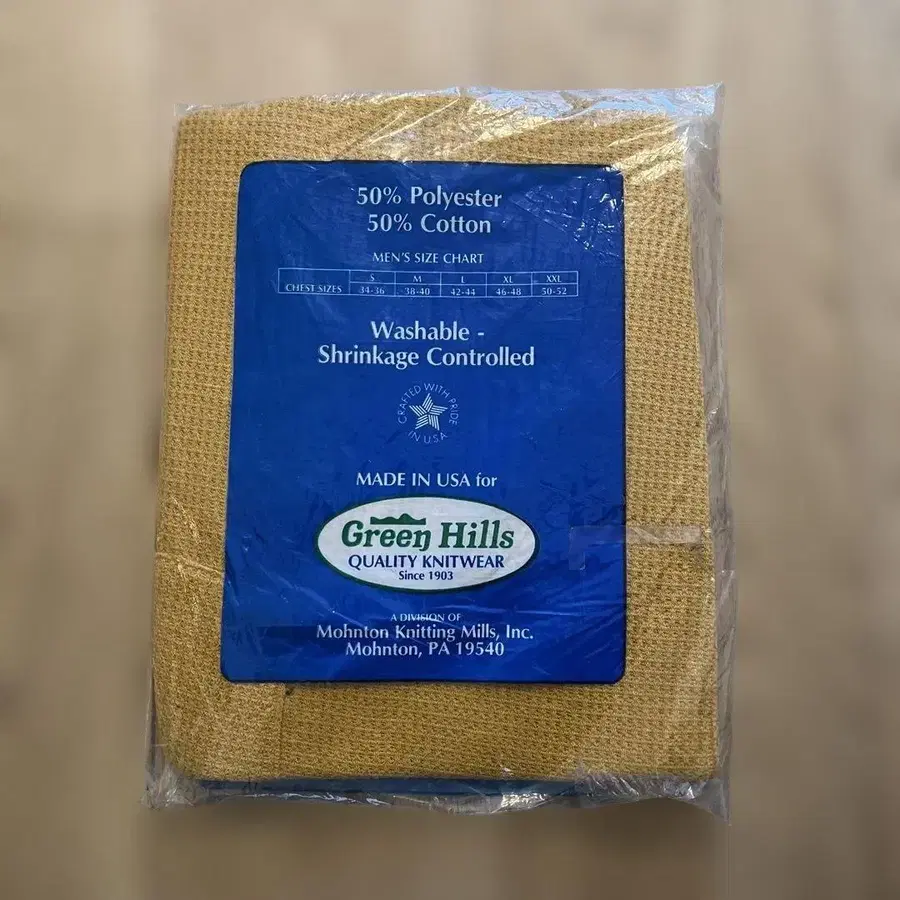 50% Polyester
50% Cotton
MEN'S SIZE CHART
S M L XL XXL
CHEST SIZES 34-36 38-40 42-44 46-48 50-52
Washable -
Shrinkage Controlled
CRAFTED WITH PRIDE
IN U.S.A.
MADE IN USA for
Green Hills
QUALITY KNITWEAR
Since 1903
A DIVISION OF
Mohnton Knitting Mills, Inc.
Mohnton, PA 19540